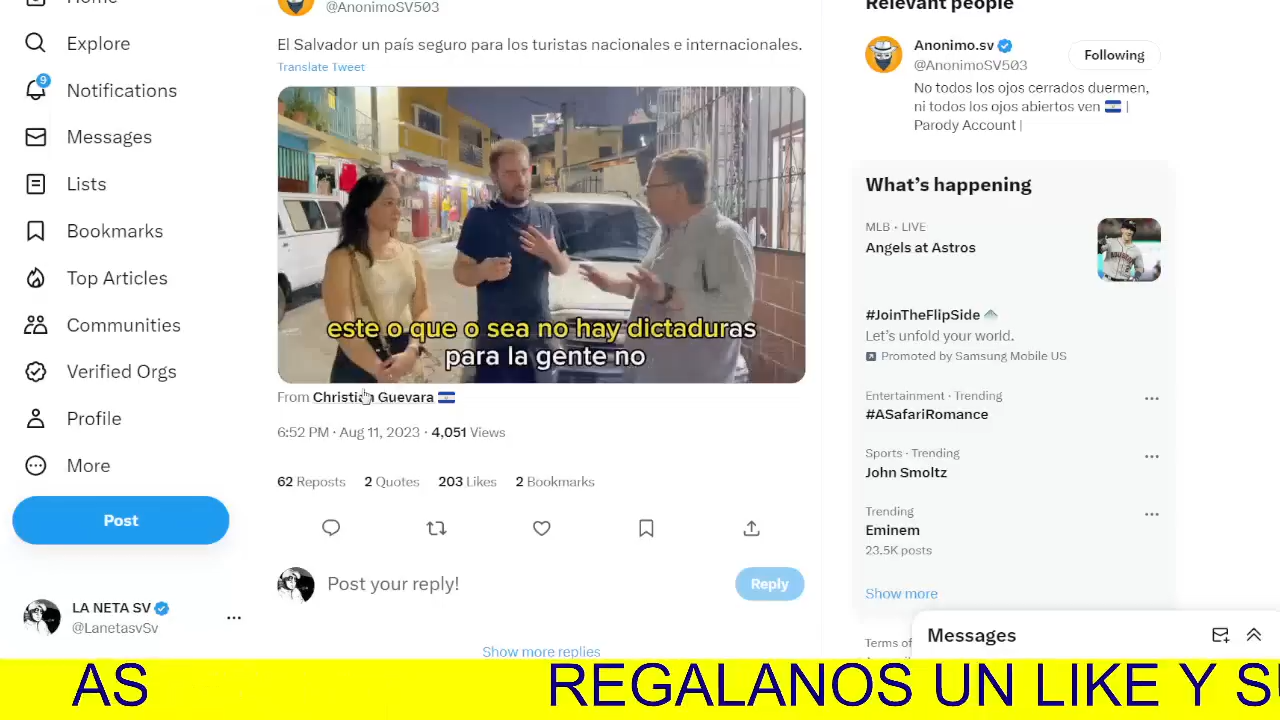 Home
Explore
9
Notifications
Messages
Lists
Bookmarks
Top Articles
Communities
Verified Orgs
Profile
More
Post
LA NETA SV
@LanetasvSv
@AnonimoSV503
El Salvador un país seguro para los turistas nacionales e internacionales.
Translate Tweet
este o que o sea no hay dictaduras
para la gente no
From Christian Guevara
6:52 PM · Aug 11, 2023 · 4,051 Views
62 Reposts 2 Quotes 203 Likes 2 Bookmarks
Post your reply!
Reply
Show more replies
Relevant people
Anonimo.sv
@AnonimoSV503
Following
No todos los ojos cerrados duermen,
ni todos los ojos abiertos ven |
Parody Account |
What's happening
MLB · LIVE
Angels at Astros
#JoinTheFlipSide
Let's unfold your world.
Promoted by Samsung Mobile US
Entertainment · Trending
#ASafariRomance
Sports · Trending
John Smoltz
Trending
Eminem
23.5K posts
Show more
Terms of
Messages
AS REGALANOS UN LIKE Y